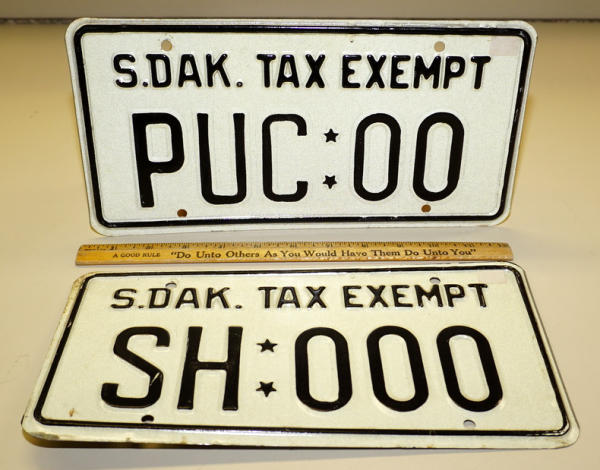 S.DAK. TAX EXEMPT
PUC:00
A GOOD RULE "Do Unto Others As You Would Have Them Do Unto You"
S.DAK. TAX EXEMPT
SH:000